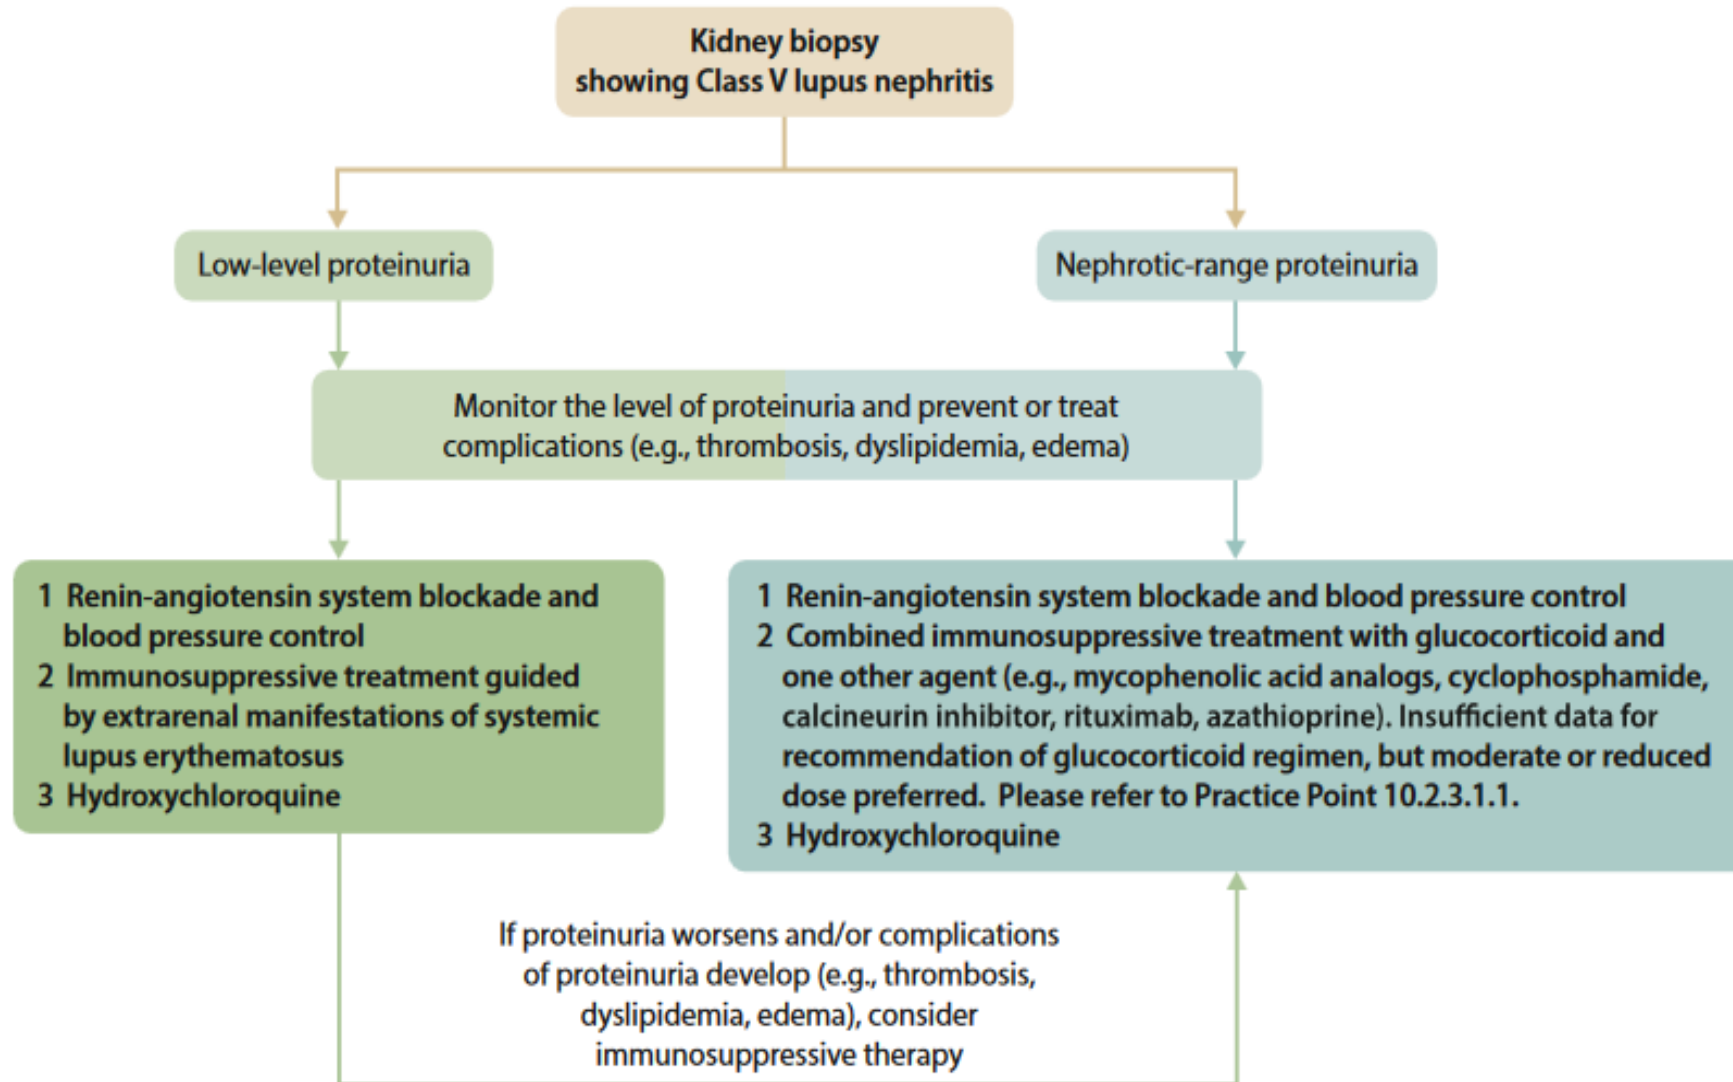 Kidney biopsy
showing Class V lupus nephritis
Low-level proteinuria
Nephrotic-range proteinuria
Monitor the level of proteinuria and prevent or treat
complications (e.g., thrombosis, dyslipidemia, edema)
1 Renin-angiotensin system blockade and
blood pressure control
2 Immunosuppressive treatment guided
by extrarenal manifestations of systemic
lupus erythematosus
3 Hydroxychloroquine
1 Renin-angiotensin system blockade and blood pressure control
2 Combined immunosuppressive treatment with glucocorticoid and
one other agent (e.g., mycophenolic acid analogs, cyclophosphamide,
calcineurin inhibitor, rituximab, azathioprine). Insufficient data for
recommendation of glucocorticoid regimen, but moderate or reduced
dose preferred. Please refer to Practice Point 10.2.3.1.1.
3 Hydroxychloroquine
If proteinuria worsens and/or complications
of proteinuria develop (e.g., thrombosis,
dyslipidemia, edema), consider
immunosuppressive therapy